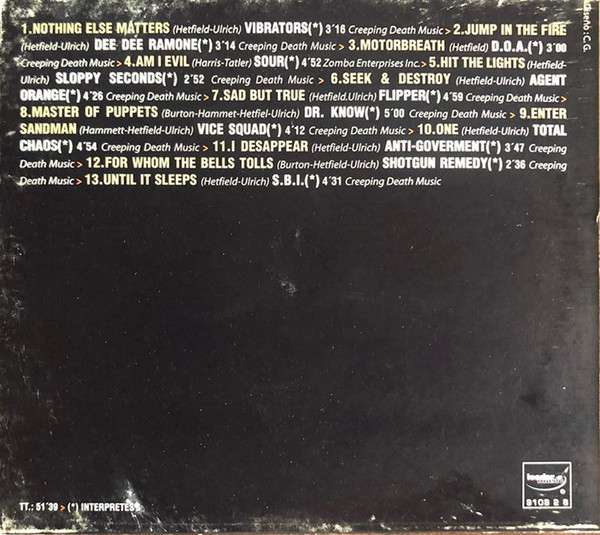 1.NOTHING ELSE MATTERS (Hetfield-Ulrich) VIBRATORS(*) 3´16 Creeping Death Music > 2.JUMP IN THE FIRE
(Hetfield-Ulrich) DEE DEE RAMONE(*) 3´14 Creeping Death Music > 3.MOTORBREATH (Hetfield) D.O.A.(*) 3´00
Creeping Death Music > 4.AM I EVIL (Harris-Tatler) SOUR(*) 4´52 Zomba Enterprises Inc. > 5.HIT THE LIGHTS (Hetfield-
Ulrich) SLOPPY SECONDS(*) 2´52 Creeping Death Music > 6.SEEK & DESTROY (Hetfield-Ulrich) AGENT
ORANGE(*) 4´26 Creeping Death Music > 7.SAD BUT TRUE (Hetfield.Ulrich) FLIPPER(*) 4´59 Creeping Death Music >
8.MASTER OF PUPPETS (Burton-Hammet-Hetfiel-Ulrich) DR. KNOW(*) 5´00 Creeping Death Music > 9.ENTER
SANDMAN (Hammett-Hetfield-Ulrich) VICE SQUAD(*) 4´12 Creeping Death Music > 10.ONE (Hetfield-Ulrich) TOTAL
CHAOS(*) 4´54 Creeping Death Music > 11.I DESAPPEAR (Hetfield-Ulrich) ANTI-GOVERMENT(*) 3´47 Creeping
Death Music > 12.FOR WHOM THE BELLS TOLLS (Burton-Hetfield-Ulrich) SHOTGUN REMEDY(*) 2´36 Creeping
Death Music > 13.UNTIL IT SLEEPS (Hetfield-Ulrich) S.B.I.(*) 4´31 Creeping Death Music
: C.G.
TT.: 51´39 > (*) INTERPRETES
leader
9109 2 8